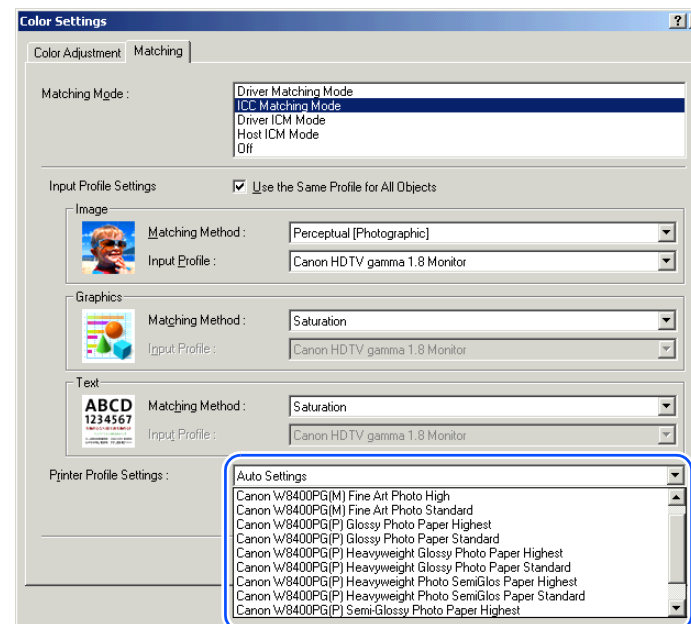 Color Settings
?
Color Adjustment Matching
Matching Mode :
Driver Matching Mode
ICC Matching Mode
Driver ICM Mode
Host ICM Mode
Off
Input Profile Settings
Use the Same Profile for All Objects
Image
Matching Method :
Perceptual [Photographic]
Input Profile :
Canon HDTV gamma 1.8 Monitor
Graphics
Matching Method :
Saturation
Input Profile :
Canon HDTV gamma 1.8 Monitor
Text
ABCD
1234567
Matching Method :
Saturation
Input Profile :
Canon HDTV gamma 1.8 Monitor
Printer Profile Settings :
Auto Settings
Canon W8400PG(M) Fine Art Photo High
Canon W8400PG(M) Fine Art Photo Standard
Canon W8400PG(P) Glossy Photo Paper Highest
Canon W8400PG(P) Glossy Photo Paper Standard
Canon W8400PG(P) Heavyweight Glossy Photo Paper Highest
Canon W8400PG(P) Heavyweight Glossy Photo Paper Standard
Canon W8400PG(P) Heavyweight Photo SemiGlos Paper Highest
Canon W8400PG(P) Heavyweight Photo SemiGlos Paper Standard
Canon W8400PG(P) Semi-Glossy Photo Paper Highest